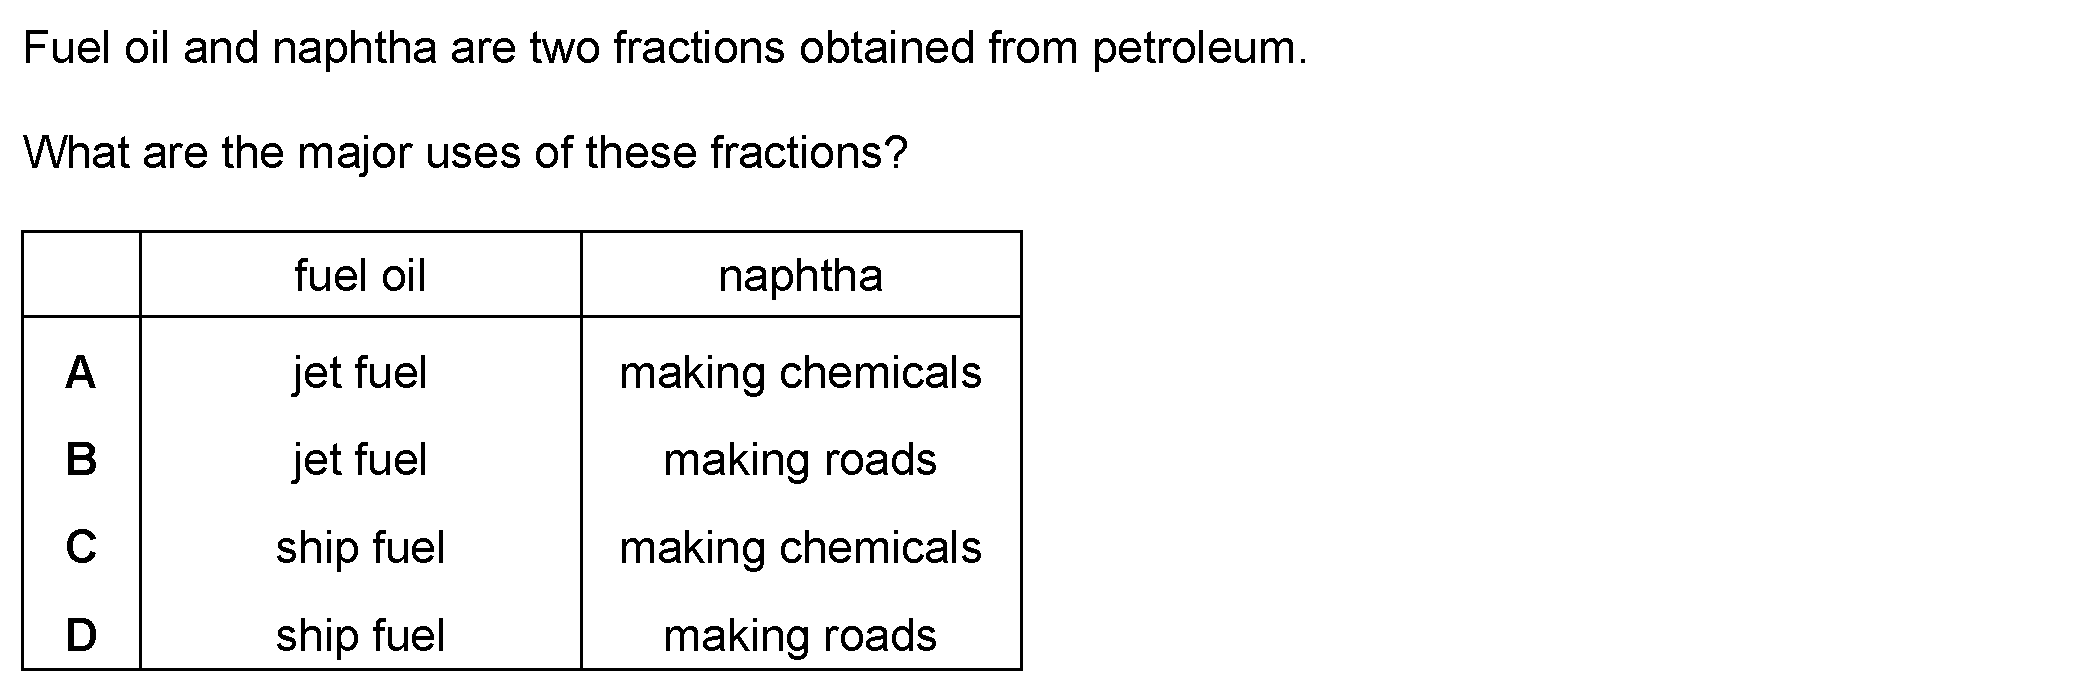 Fuel oil and naphtha are two fractions obtained from petroleum.
What are the major uses of these fractions?
fuel oil naphtha
A jet fuel making chemicals
B jet fuel making roads
C ship fuel making chemicals
D ship fuel making roads